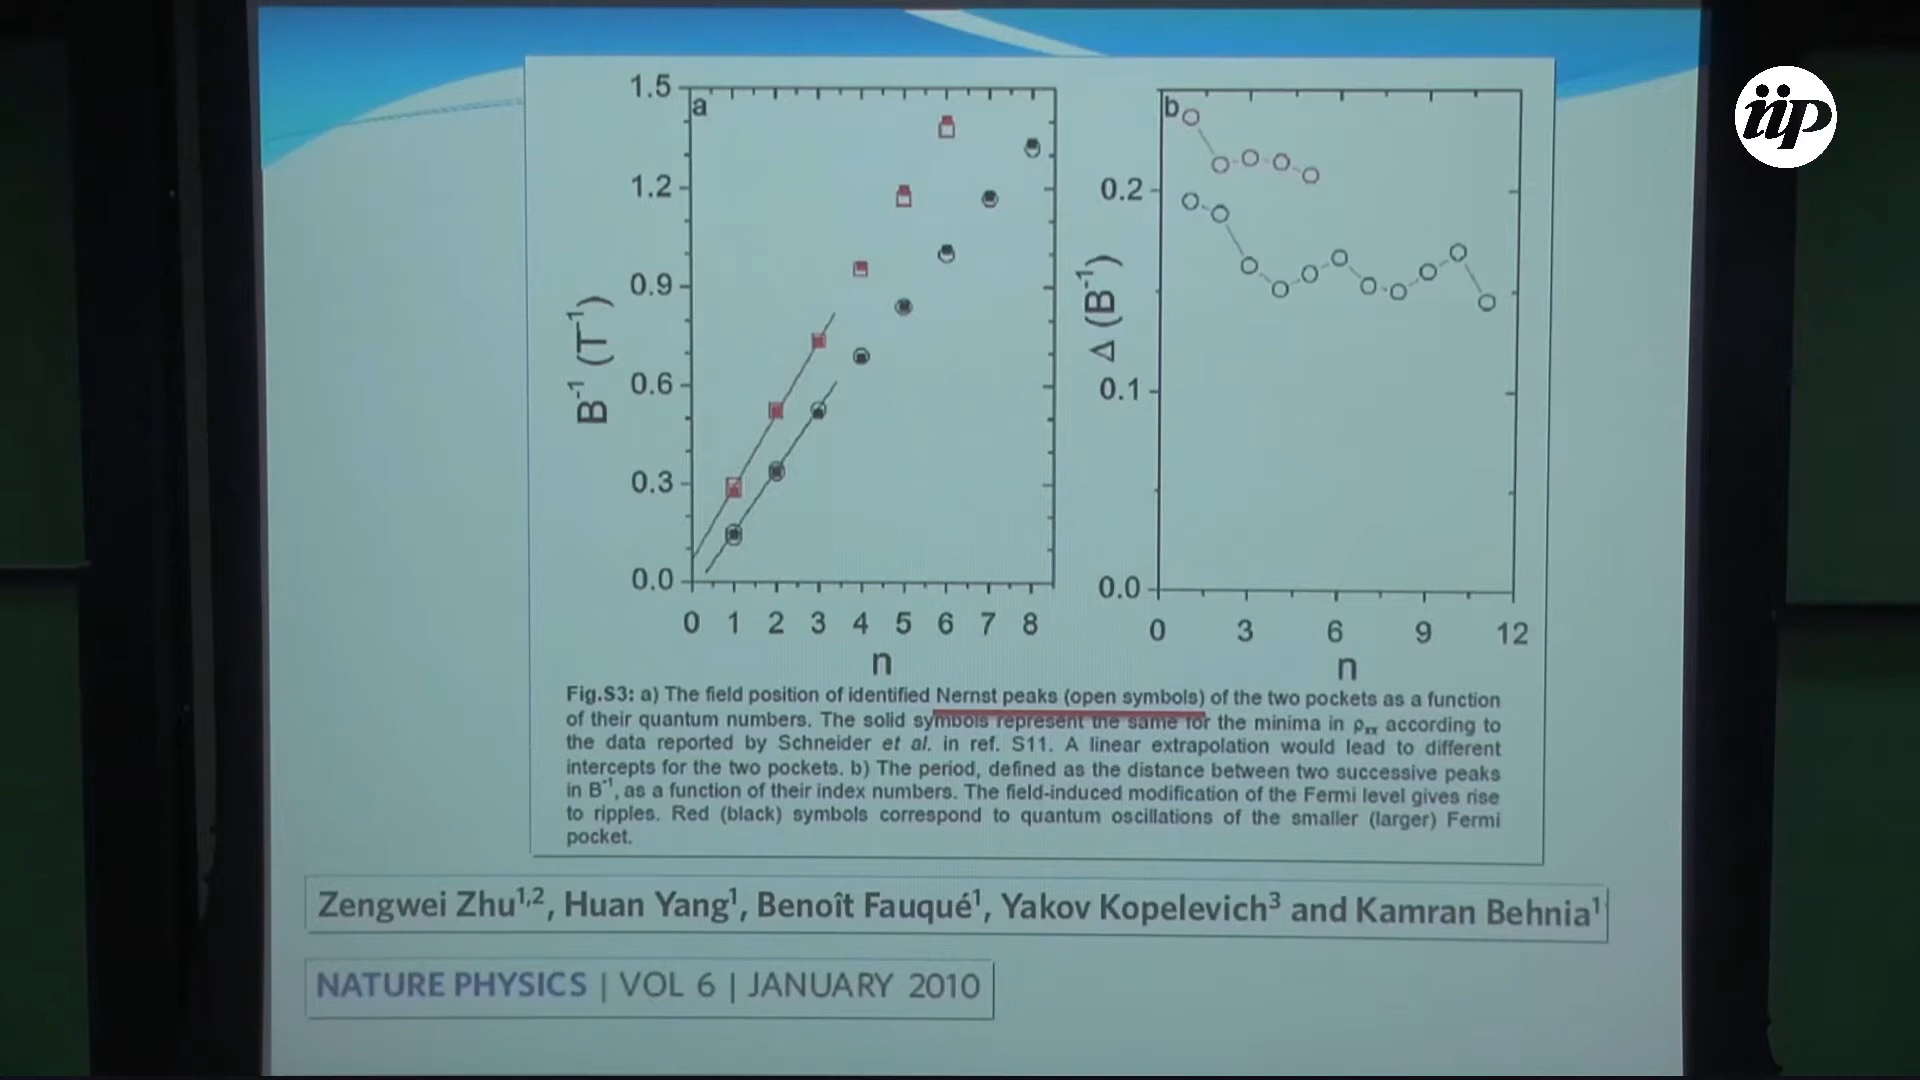 iip
a
1.5
1.2
0.9
0.6
0.3
0.0
B⁻¹ (T⁻¹)
0 1 2 3 4 5 6 7 8
n
b
0.2
0.1
0.0
Δ (B⁻¹)
0 3 6 9 12
n
Fig.S3: a) The field position of identified Nernst peaks (open symbols) of the two pockets as a function
of their quantum numbers. The solid symbols represent the same for the minima in ρₓₓ according to
the data reported by Schneider et al. in ref. S11. A linear extrapolation would lead to different
intercepts for the two pockets. b) The period, defined as the distance between two successive peaks
in B⁻¹, as a function of their index numbers. The field-induced modification of the Fermi level gives rise
to ripples. Red (black) symbols correspond to quantum oscillations of the smaller (larger) Fermi
pocket.
Zengwei Zhu¹,², Huan Yang¹, Benoît Fauqué¹, Yakov Kopelevich³ and Kamran Behnia¹
NATURE PHYSICS | VOL 6 | JANUARY 2010